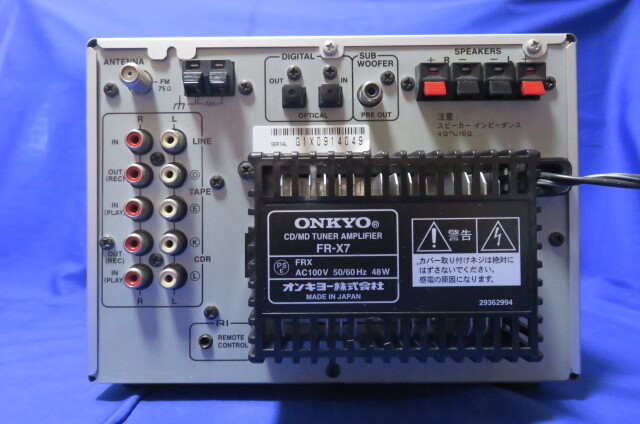 ANTENNA
FM
75Ω
AM
DIGITAL
OUT
IN
OPTICAL
SUB
WOOFER
PRE OUT
SPEAKERS
+ R − − L +
注意:
スピーカー インピーダンス
4Ω~16Ω
SERIAL G1X0914049
R L
IN LINE
OUT
(REC) D
TAPE
IN
(PLAY) E
OUT
(REC) K
CDR
IN
(PLAY) L
R L
RI
REMOTE
CONTROL
ONKYO®
CD/MD TUNER AMPLIFIER
FR-X7
PS
E
FRX
AC100V 50/60 Hz 48W
オンキヨー株式会社
MADE IN JAPAN
警告
カバー取り付けネジは絶対に
はずさないでください。
感電の原因になります。
29362994